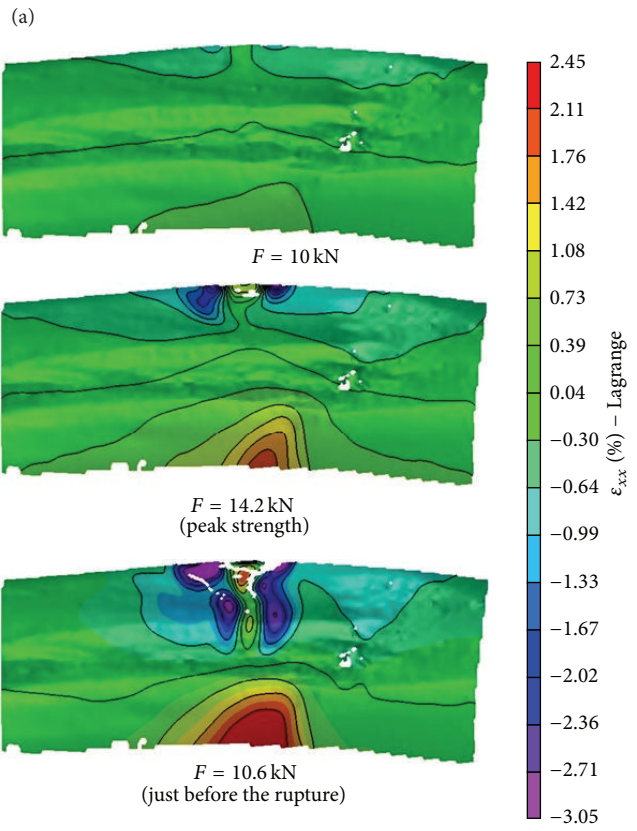 (a)
F = 10 kN
F = 14.2 kN
(peak strength)
F = 10.6 kN
(just before the rupture)
2.45
2.11
1.76
1.42
1.08
0.73
0.39
0.04
−0.30
−0.64
−0.99
−1.33
−1.67
−2.02
−2.36
−2.71
−3.05
εxx (%) – Lagrange